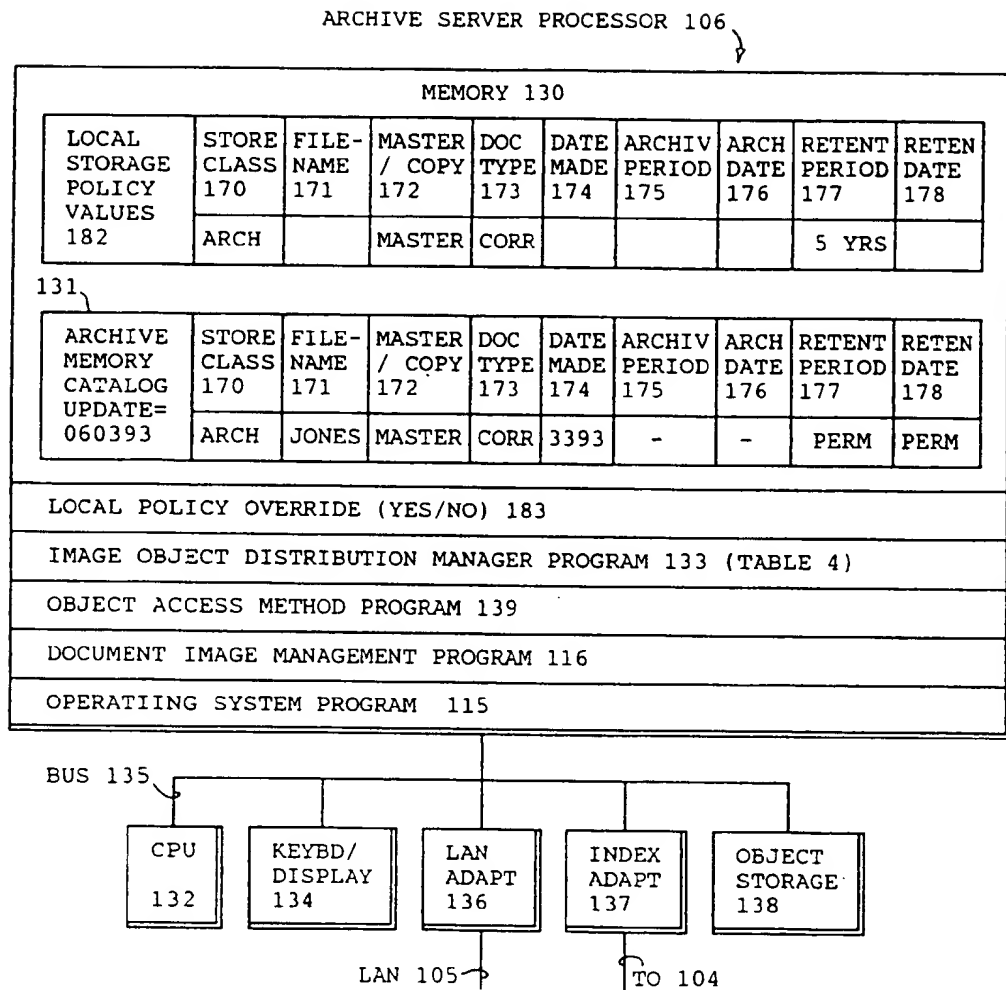 ARCHIVE SERVER PROCESSOR 106
MEMORY 130
LOCAL STORAGE POLICY VALUES 182
STORE CLASS 170
FILE-NAME 171
MASTER / COPY 172
DOC TYPE 173
DATE MADE 174
ARCHIV PERIOD 175
ARCH DATE 176
RETENT PERIOD 177
RETEN DATE 178
ARCH MASTER CORR 5 YRS
131
ARCHIVE MEMORY CATALOG UPDATE= 060393
STORE CLASS 170
FILE-NAME 171
MASTER / COPY 172
DOC TYPE 173
DATE MADE 174
ARCHIV PERIOD 175
ARCH DATE 176
RETENT PERIOD 177
RETEN DATE 178
ARCH JONES MASTER CORR 3393 - - PERM PERM
LOCAL POLICY OVERRIDE (YES/NO) 183
IMAGE OBJECT DISTRIBUTION MANAGER PROGRAM 133 (TABLE 4)
OBJECT ACCESS METHOD PROGRAM 139
DOCUMENT IMAGE MANAGEMENT PROGRAM 116
OPERATIING SYSTEM PROGRAM 115
BUS 135
CPU 132
KEYBD/ DISPLAY 134
LAN ADAPT 136
INDEX ADAPT 137
OBJECT STORAGE 138
LAN 105
TO 104